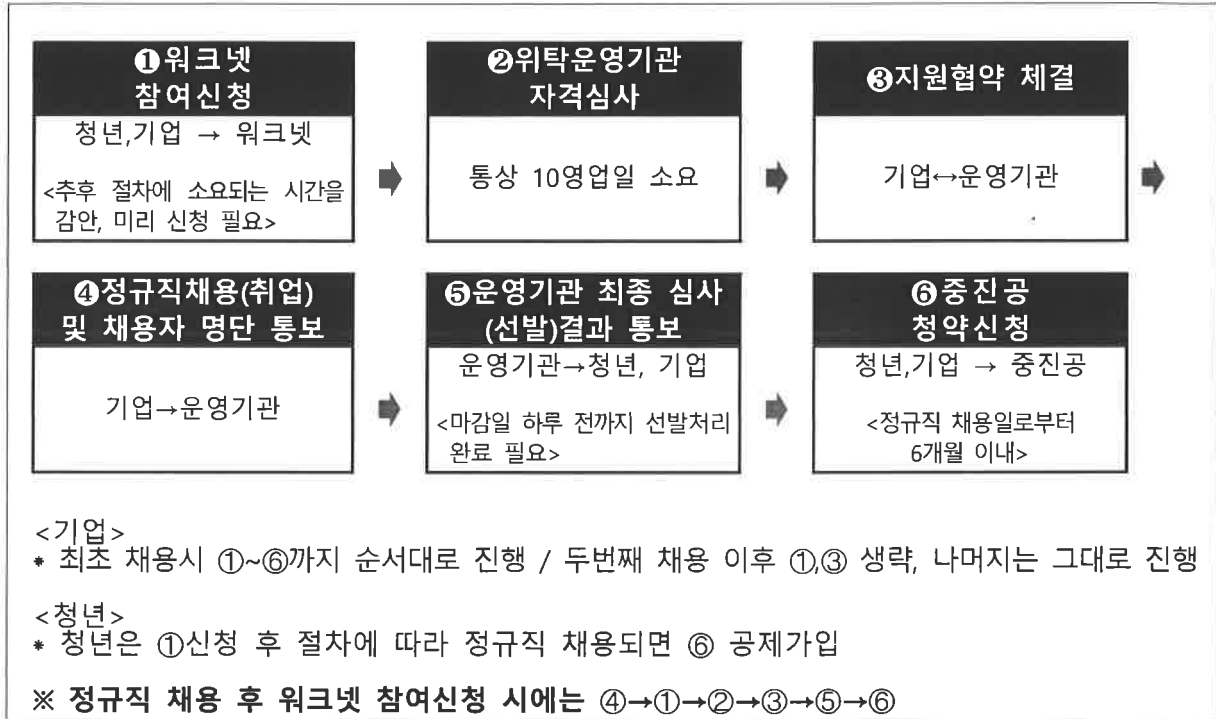 ❶워크넷
참여신청
청년,기업 → 워크넷
<추후 절차에 소요되는 시간을
감안, 미리 신청 필요>
❷위탁운영기관
자격심사
통상 10영업일 소요
❸지원협약 체결
기업↔운영기관
❹정규직채용(취업)
및 채용자 명단 통보
기업→운영기관
❺운영기관 최종 심사
(선발)결과 통보
운영기관→청년, 기업
<마감일 하루 전까지 선발처리
완료 필요>
❻중진공
청약신청
청년,기업 → 중진공
<정규직 채용일로부터
6개월 이내>
<기업>
* 최초 채용시 ①~⑥까지 순서대로 진행 / 두번째 채용 이후 ①,③ 생략, 나머지는 그대로 진행
<청년>
* 청년은 ①신청 후 절차에 따라 정규직 채용되면 ⑥ 공제가입
※ 정규직 채용 후 워크넷 참여신청 시에는 ④→①→②→③→⑤→⑥